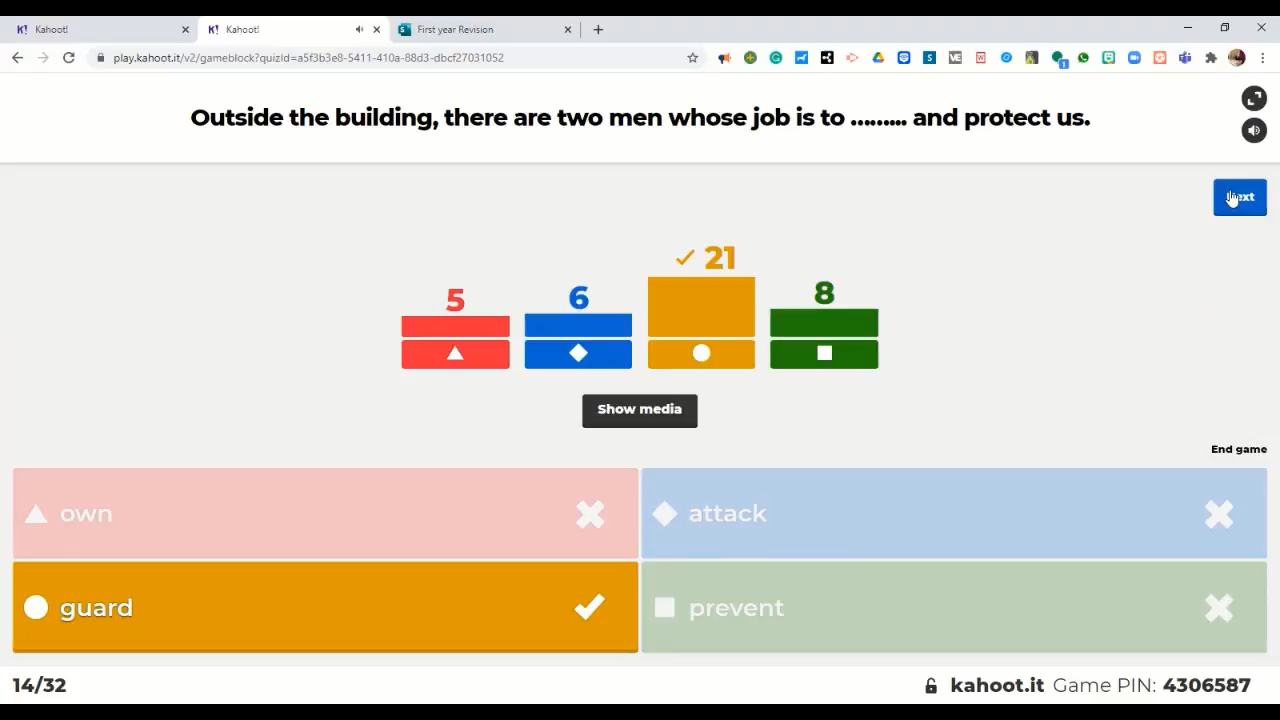 Kahoot!
Kahoot!
First year Revision
play.kahoot.it/v2/gameblock?quizId=a5f3b3e8-5411-410a-88d3-dbcf27031052
Outside the building, there are two men whose job is to ......... and protect us.
21
5
6
8
Show media
End game
own
attack
guard
prevent
14/32
kahoot.it Game PIN: 4306587